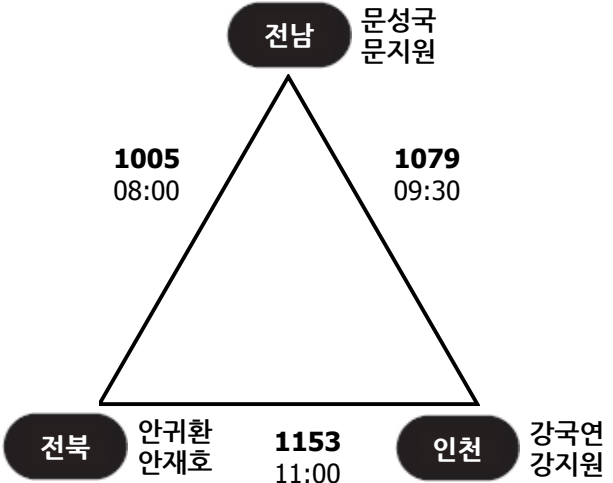 전남
문성국
문지원
1005
08:00
1079
09:30
전북
안귀환
안재호
1153
11:00
인천
강국연
강지원